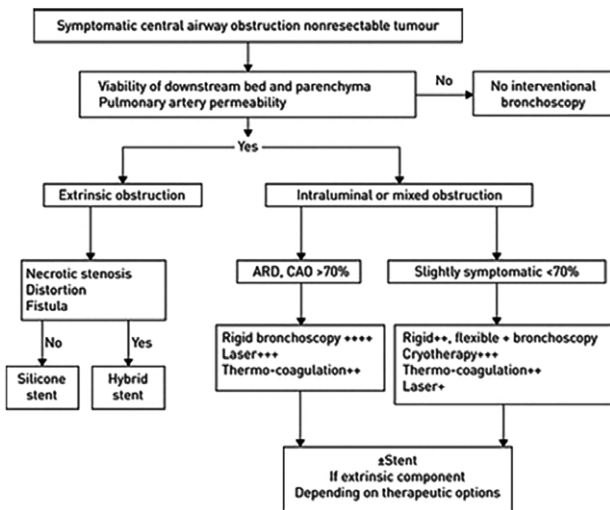 Symptomatic central airway obstruction nonresectable tumour
Viability of downstream bed and parenchyma
Pulmonary artery permeability
No
No interventional
bronchoscopy
Yes
Extrinsic obstruction
Intraluminal or mixed obstruction
Necrotic stenosis
Distortion
Fistula
ARD, CAO >70%
Slightly symptomatic <70%
No
Yes
Silicone
stent
Hybrid
stent
Rigid bronchoscopy ++++
Laser+++
Thermo-coagulation++
Rigid++, flexible + bronchoscopy
Cryotherapy+++
Thermo-coagulation++
Laser+
±Stent
If extrinsic component
Depending on therapeutic options